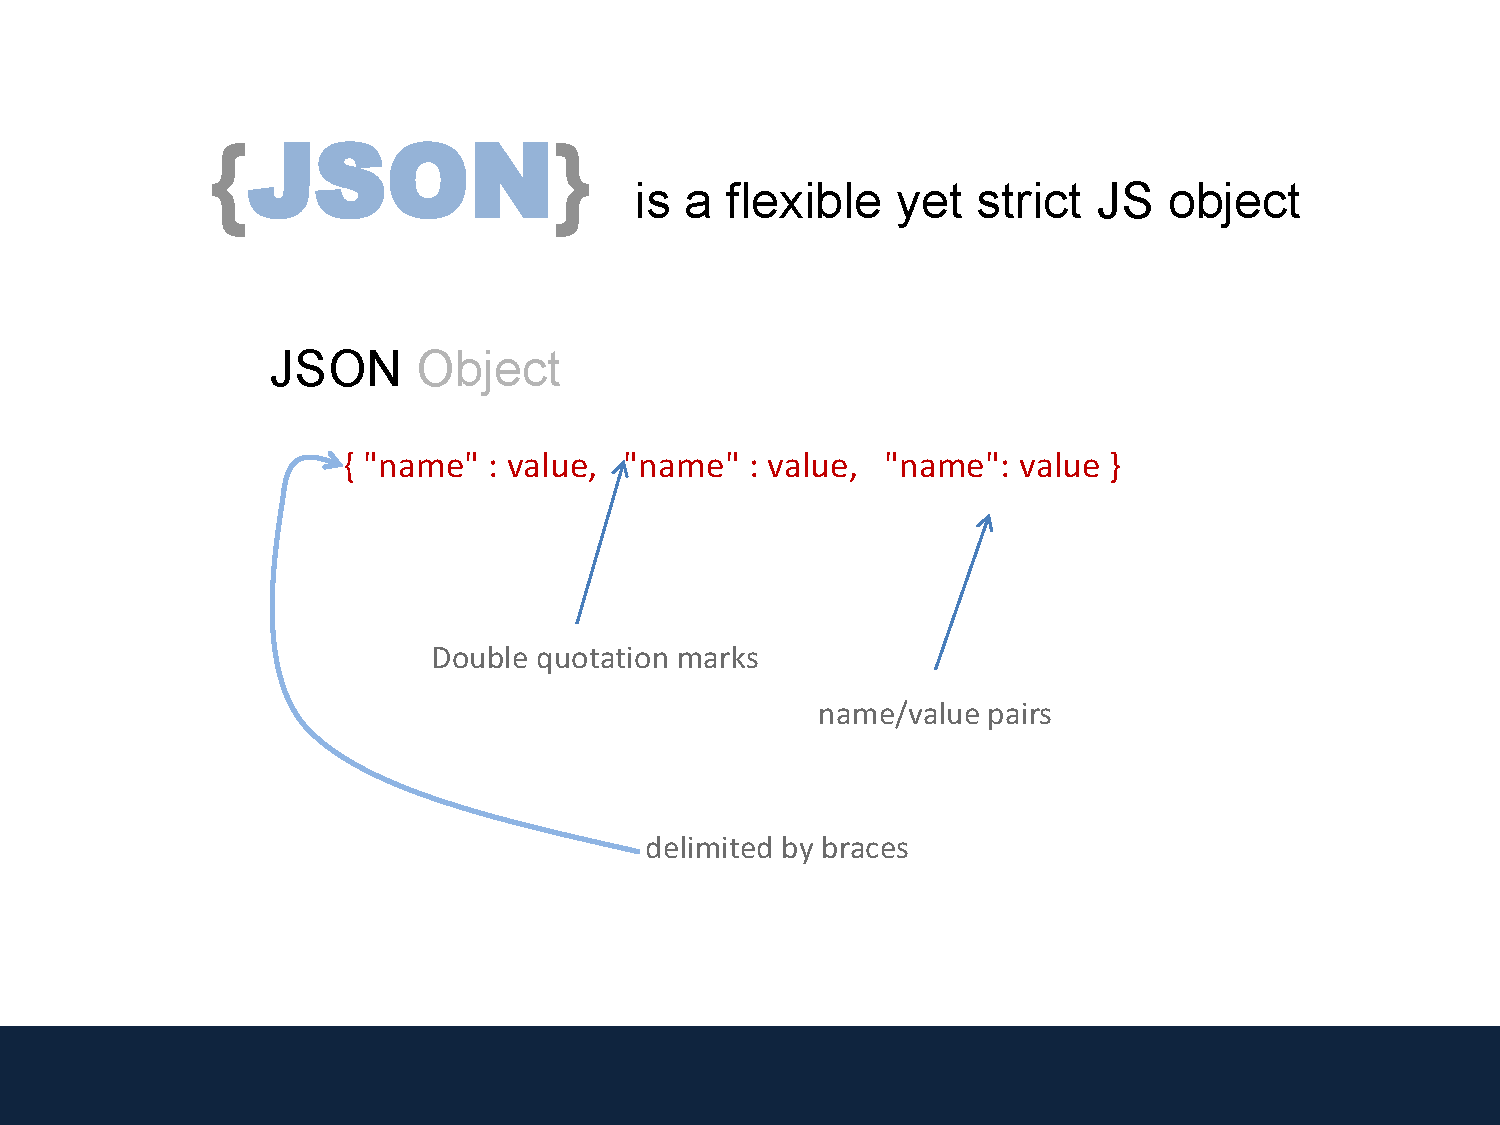 {JSON} is a flexible yet strict JS object
JSON Object
{ "name" : value, "name" : value, "name": value }
Double quotation marks
name/value pairs
delimited by braces